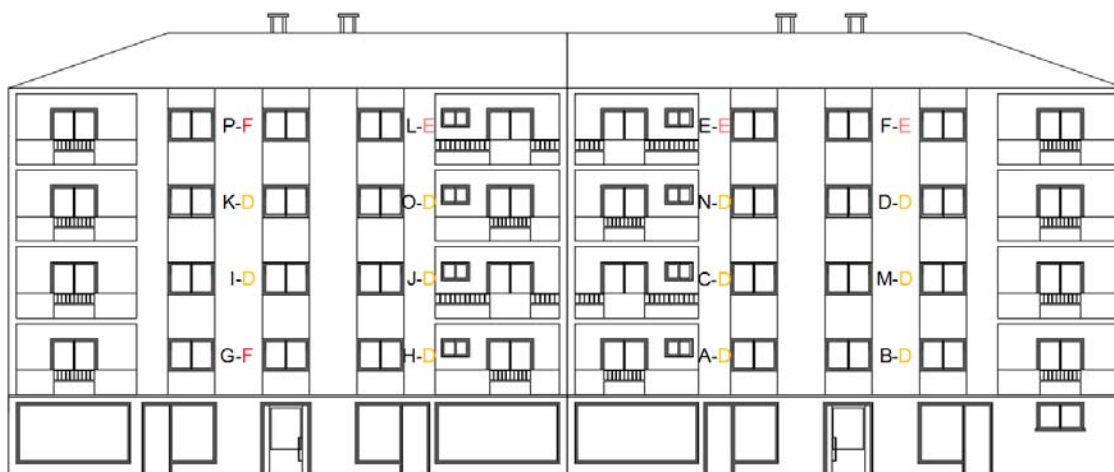 P-F L-E E-E F-E
K-D O-D N-D D-D
I-D J-D C-D M-D
G-F H-D A-D B-D